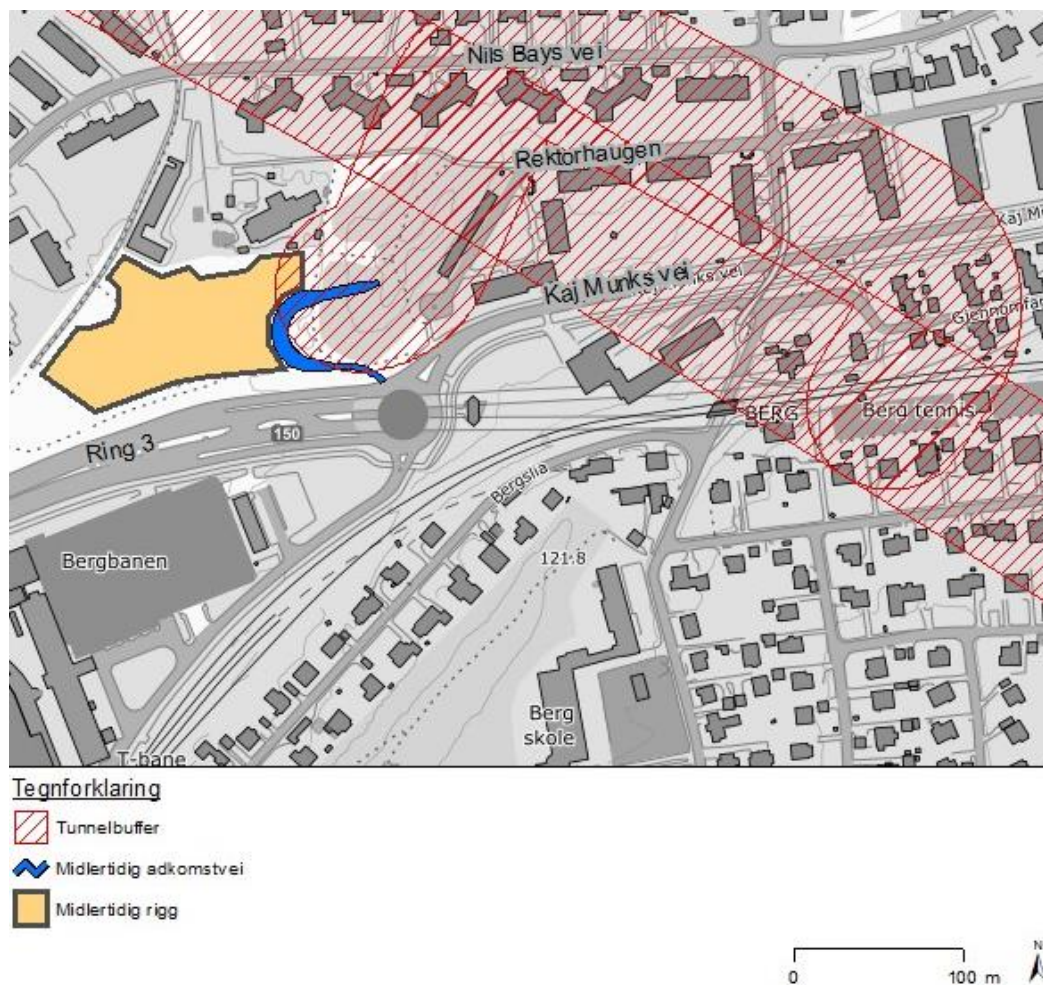 Nils Bays vei
Rektorhaugen
Kaj Munks vei
Ring 3
150
BERG
Berg tennis
Bergslia
Bergbanen
121.8
Berg
skole
T-bane
Tegnforklaring
Tunnelbuffer
Midlertidig adkomstvei
Midlertidig rigg
N
0
100 m